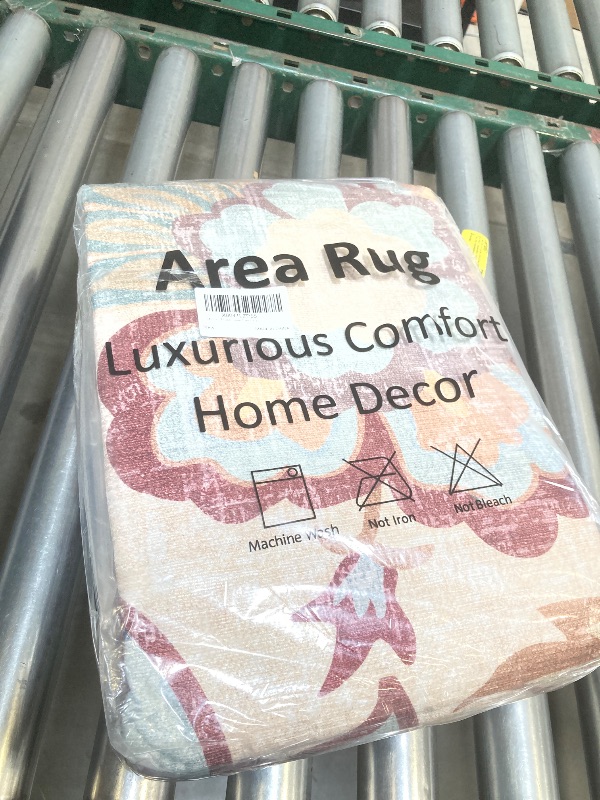 Area Rug
Luxurious Comfort
Home Decor
Machine Wash
Not Iron
Not Bleach